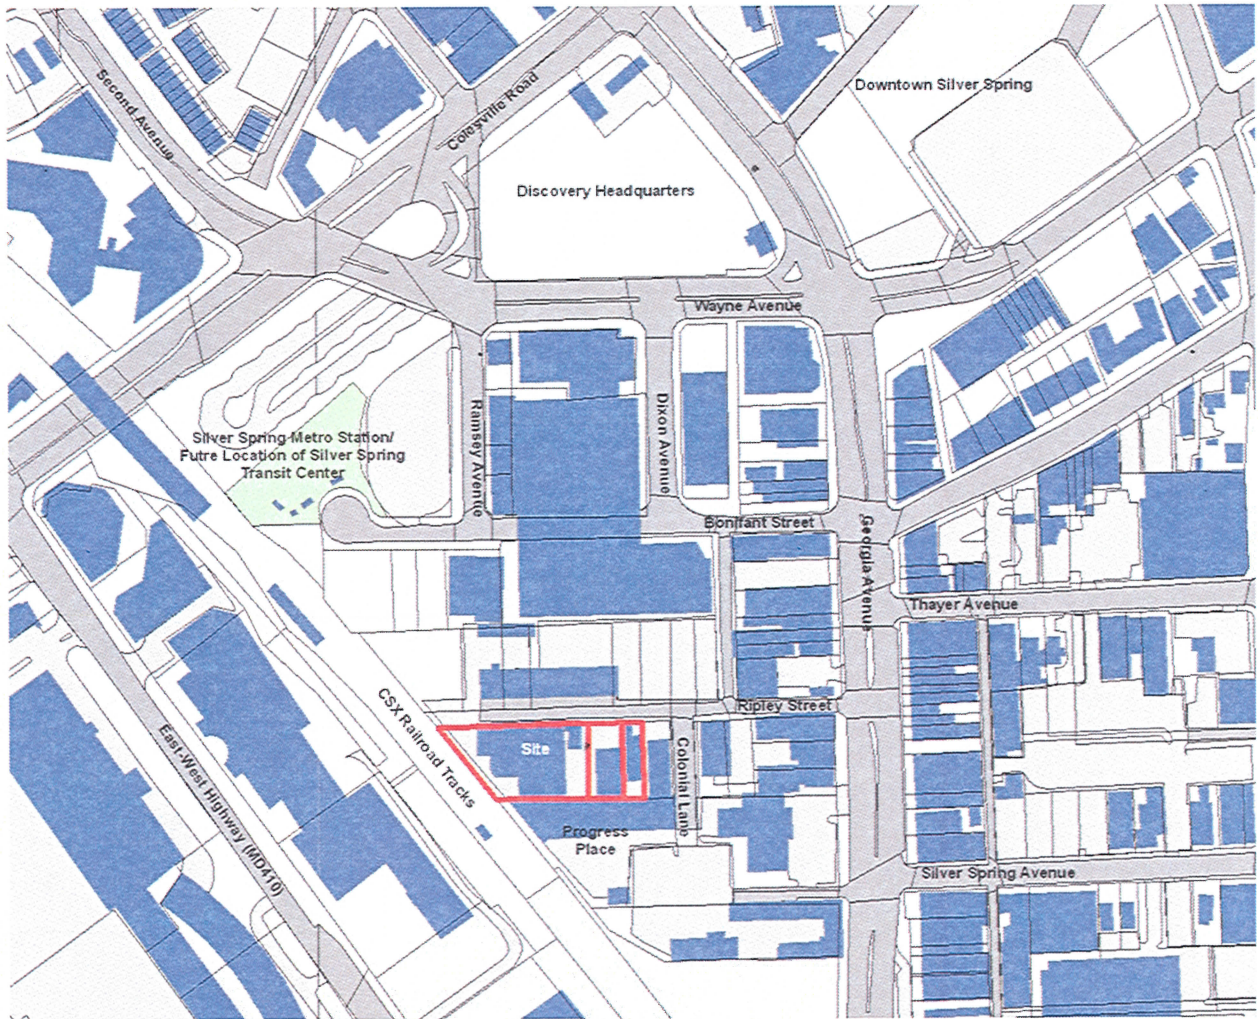 Downtown Silver Spring
Second Avenue
Colesville Road
Discovery Headquarters
Wayne Avenue
Silver Spring Metro Station/
Futre Location of Silver Spring
Transit Center
Ramsey Avenue
Dixon Avenue
Bonifant Street
Georgia Avenue
Thayer Avenue
CSX Railroad Tracks
Ripley Street
Site
Colonial Lane
East-West Highway (MD410)
Progress
Place
Silver Spring Avenue